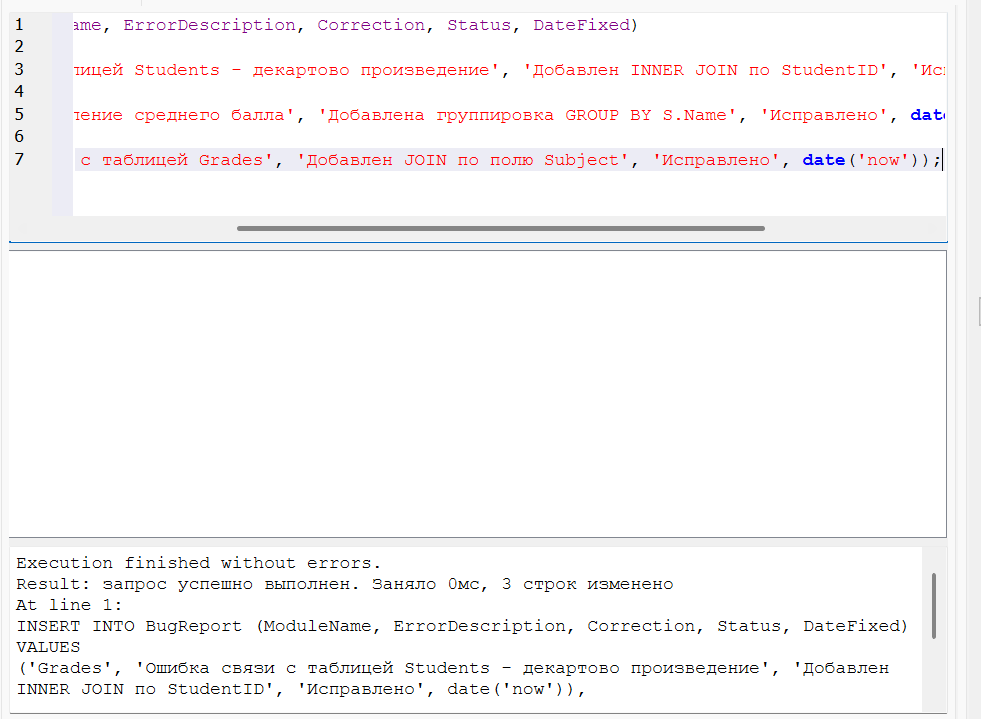 1 ame, ErrorDescription, Correction, Status, DateFixed)
2
3 лицей Students - декартово произведение', 'Добавлен INNER JOIN по StudentID', 'Ис
4
5 ление среднего балла', 'Добавлена группировка GROUP BY S.Name', 'Исправлено', dat
6
7 с таблицей Grades', 'Добавлен JOIN по полю Subject', 'Исправлено', date('now'));
Execution finished without errors.
Result: запрос успешно выполнен. Заняло 0мс, 3 строк изменено
At line 1:
INSERT INTO BugReport (ModuleName, ErrorDescription, Correction, Status, DateFixed)
VALUES
('Grades', 'Ошибка связи с таблицей Students - декартово произведение', 'Добавлен
INNER JOIN по StudentID', 'Исправлено', date('now')),